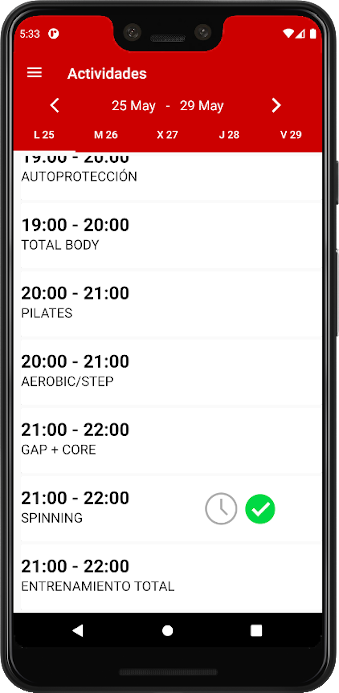 5:33
Actividades
25 May - 29 May
L 25 M 26 X 27 J 28 V 29
19:00 - 20:00
AUTOPROTECCIÓN
19:00 - 20:00
TOTAL BODY
20:00 - 21:00
PILATES
20:00 - 21:00
AEROBIC/STEP
21:00 - 22:00
GAP + CORE
21:00 - 22:00
SPINNING
21:00 - 22:00
ENTRENAMIENTO TOTAL